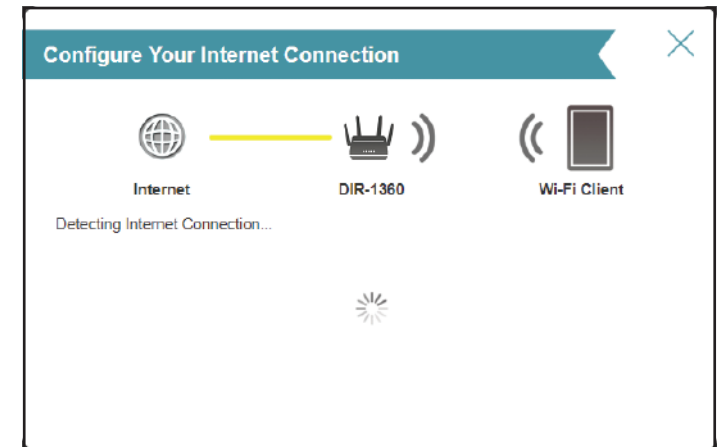 Configure Your Internet Connection
Internet
DIR-1360
Wi-Fi Client
Detecting Internet Connection...